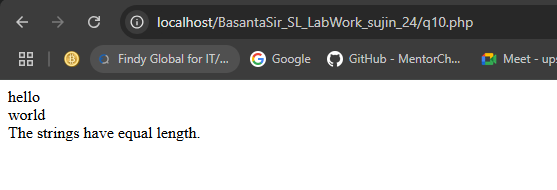 localhost/BasantaSir_SL_LabWork_sujin_24/q10.php
Findy Global for IT/... Google GitHub - MentorCh... Meet - ups
hello
world
The strings have equal length.